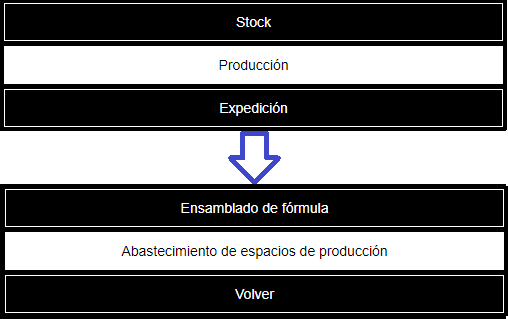 Stock
Producción
Expedición
Ensamblado de fórmula
Abastecimiento de espacios de producción
Volver